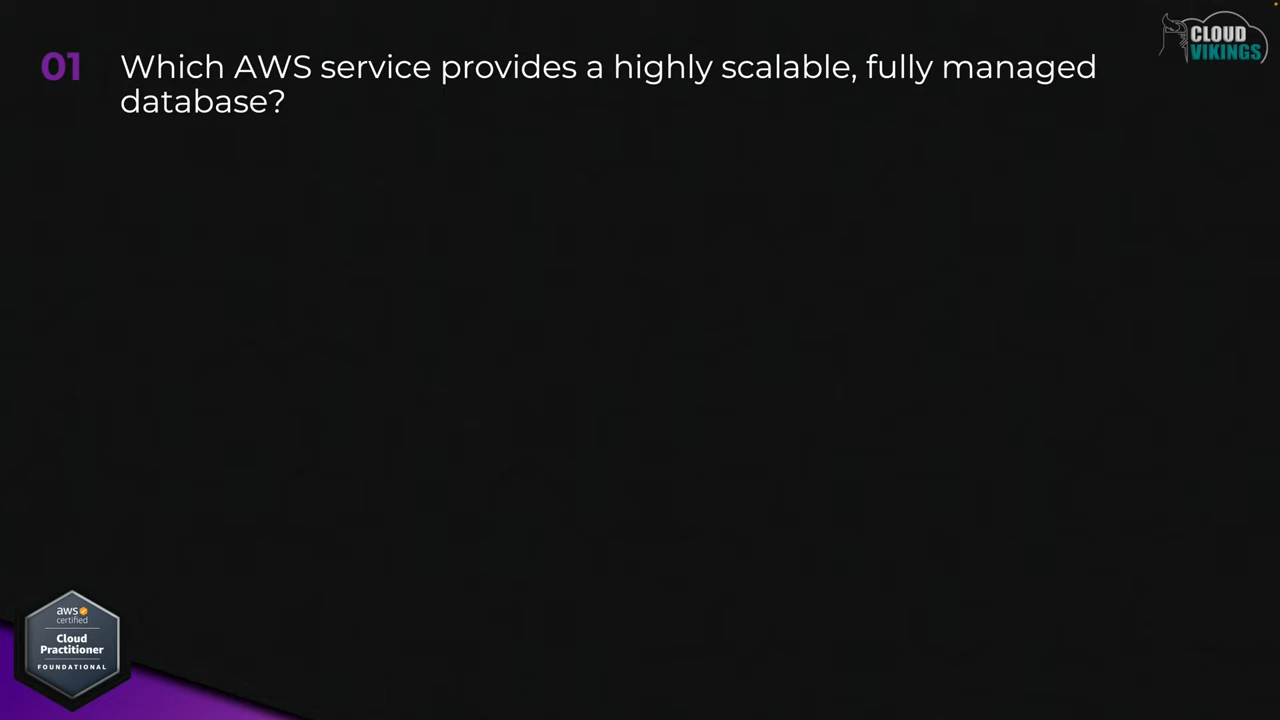 01 Which AWS service provides a highly scalable, fully managed
database?
CLOUD
VIKINGS
aws
certified
Cloud
Practitioner
FOUNDATIONAL